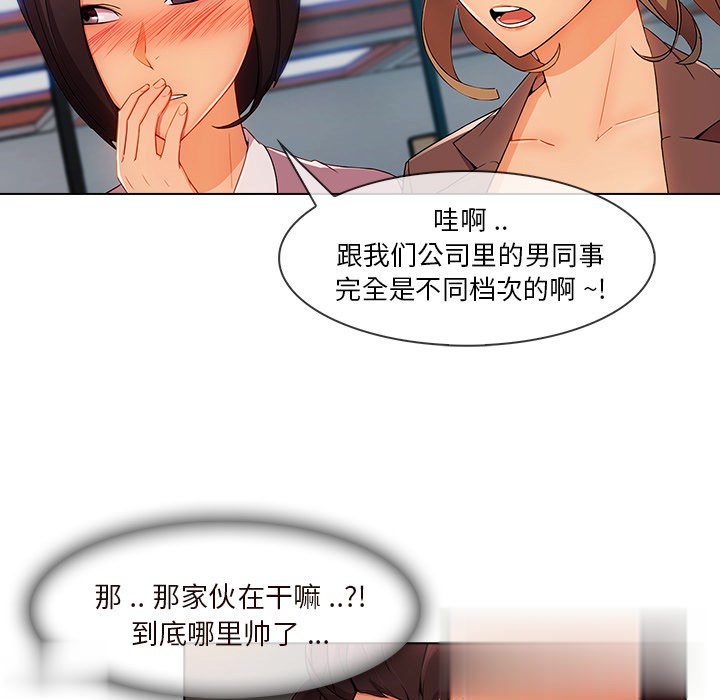 哇啊 ..
跟我们公司里的男同事
完全是不同档次的啊 ~!
那 .. 那家伙在干嘛 ..?!
到底哪里帅了 ...